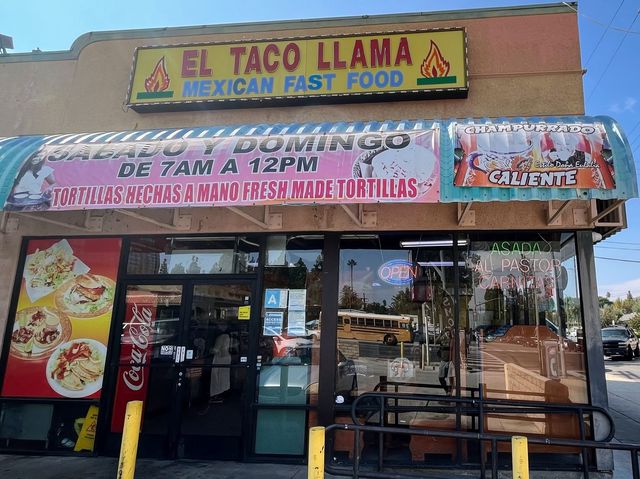 EL TACO LLAMA
MEXICAN FAST FOOD
SABADO Y DOMINGO
DE 7AM A 12PM
TORTILLAS HECHAS A MANO FRESH MADE TORTILLAS
CHAMPURRADO
CALIENTE
ASADA
AL PASTOR
CARNITAS
OPEN
A
Coca-Cola